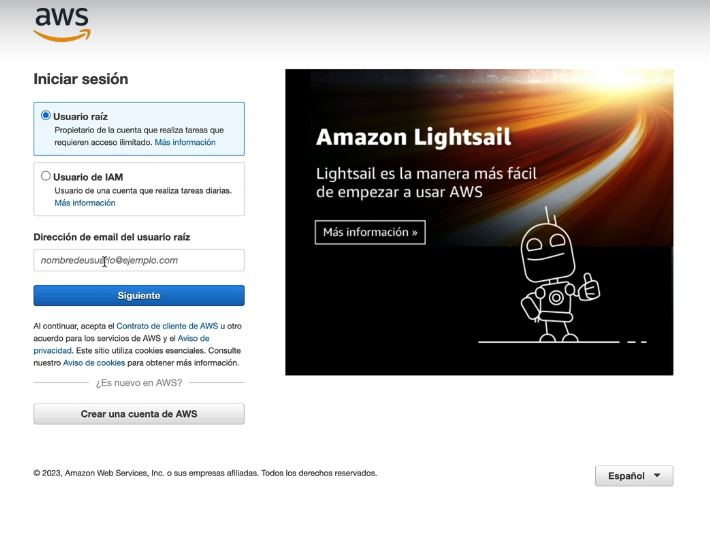 aws
Iniciar sesión
Usuario raíz
Propietario de la cuenta que realiza tareas que
requieren acceso ilimitado. Más información
Usuario de IAM
Usuario de una cuenta que realiza tareas diarias.
Más información
Dirección de email del usuario raíz
nombredeusuario@ejemplo.com
Siguiente
Al continuar, acepta el Contrato de cliente de AWS u otro
acuerdo para los servicios de AWS y el Aviso de
privacidad. Este sitio utiliza cookies esenciales. Consulte
nuestro Aviso de cookies para obtener más información.
¿Es nuevo en AWS?
Crear una cuenta de AWS
Amazon Lightsail
Lightsail es la manera más fácil
de empezar a usar AWS
Más información »
© 2023, Amazon Web Services, Inc. o sus empresas afiliadas. Todos los derechos reservados.
Español